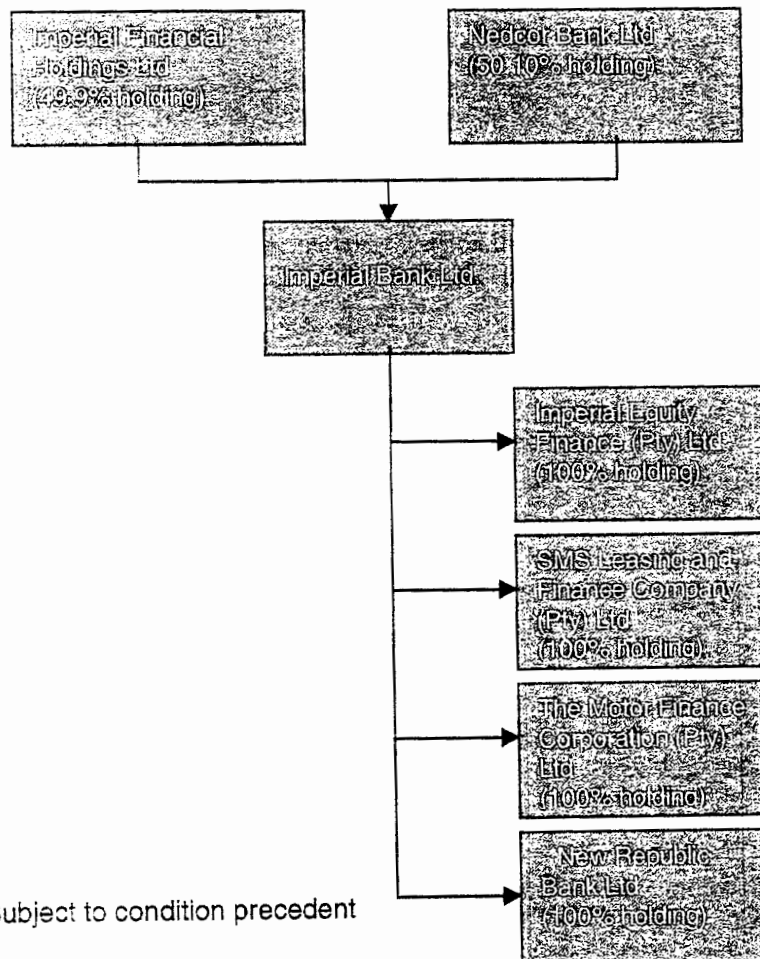 Imperial Financial
Holdings Ltd
(49.9% holding)
Nedcor Bank Ltd
(50.10% holding)
Imperial Bank Ltd.
Imperial Equity
Finance (Pty) Ltd
(100% holding).
SMS Leasing and
Finance Company
(Pty) Ltd
(100% holding).
The Motor Finance
Corporation (Pty)
Ltd
(100% holding)
New Republic
Bank Ltd
(100% holding)
subject to condition precedent